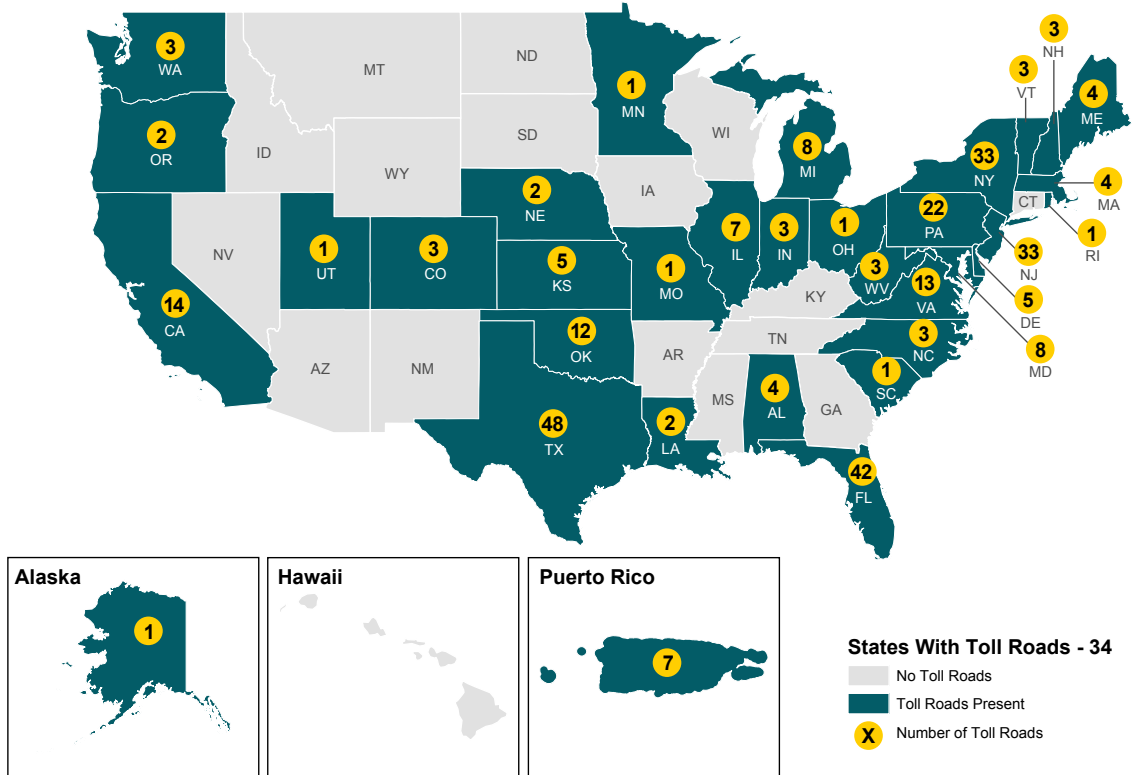 3
NH
3
VT
3
WA
MT
ND
1
MN
4
ME
2
OR
ID
SD
WI
8
MI
33
NY
WY
IA
4
MA
2
NE
22
PA
CT
1
RI
NV
1
UT
3
CO
5
KS
1
MO
7
IL
3
IN
1
OH
3
WV
13
VA
33
NJ
5
DE
8
MD
14
CA
KY
12
OK
TN
3
NC
AZ
NM
AR
1
SC
MS
4
AL
GA
48
TX
2
LA
42
FL
Alaska
1
Hawaii
Puerto Rico
7
States With Toll Roads - 34
No Toll Roads
Toll Roads Present
X
Number of Toll Roads